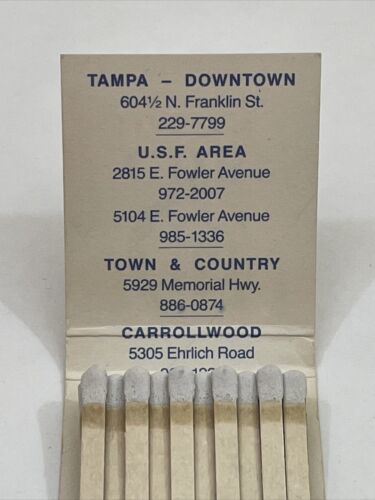 TAMPA – DOWNTOWN
604½ N. Franklin St.
229-7799
U.S.F. AREA
2815 E. Fowler Avenue
972-2007
5104 E. Fowler Avenue
985-1336
TOWN & COUNTRY
5929 Memorial Hwy.
886-0874
CARROLLWOOD
5305 Ehrlich Road